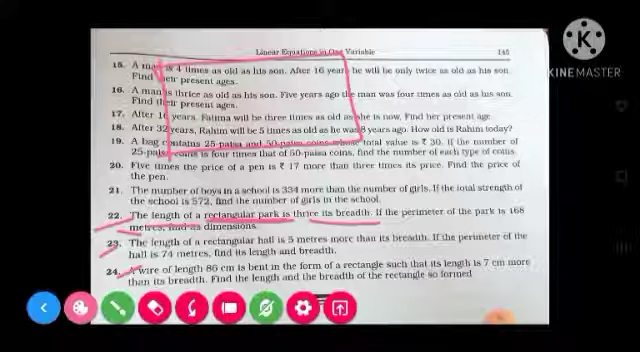 Linear Equations in One Variable 145
15. A man is 4 times as old as his son. After 16 years he will be only twice as old as his son.
Find their present ages.
16. A man is thrice as old as his son. Five years ago the man was four times as old as his son.
Find their present ages.
17. After 16 years, Fatima will be three times as old as she is now. Find her present age.
18. After 32 years, Rahim will be 5 times as old as he was 8 years ago. How old is Rahim today?
19. A bag contains 25-paisa and 50-paisa coins whose total value is ₹ 30. If the number of
25-paisa coins is four times that of 50-paisa coins, find the number of each type of coins.
20. Five times the price of a pen is ₹ 17 more than three times its price. Find the price of
the pen.
21. The number of boys in a school is 334 more than the number of girls. If the total strength
of the school is 572, find the number of girls in the school.
22. The length of a rectangular park is thrice its breadth. If the perimeter of the park is 168
metres, find its dimensions.
23. The length of a rectangular hall is 5 metres more than its breadth. If the perimeter of the
hall is 74 metres, find its length and breadth.
24. A wire of length 86 cm is bent in the form of a rectangle such that its length is 7 cm more
than its breadth. Find the length and the breadth of the rectangle so formed
KINEMASTER